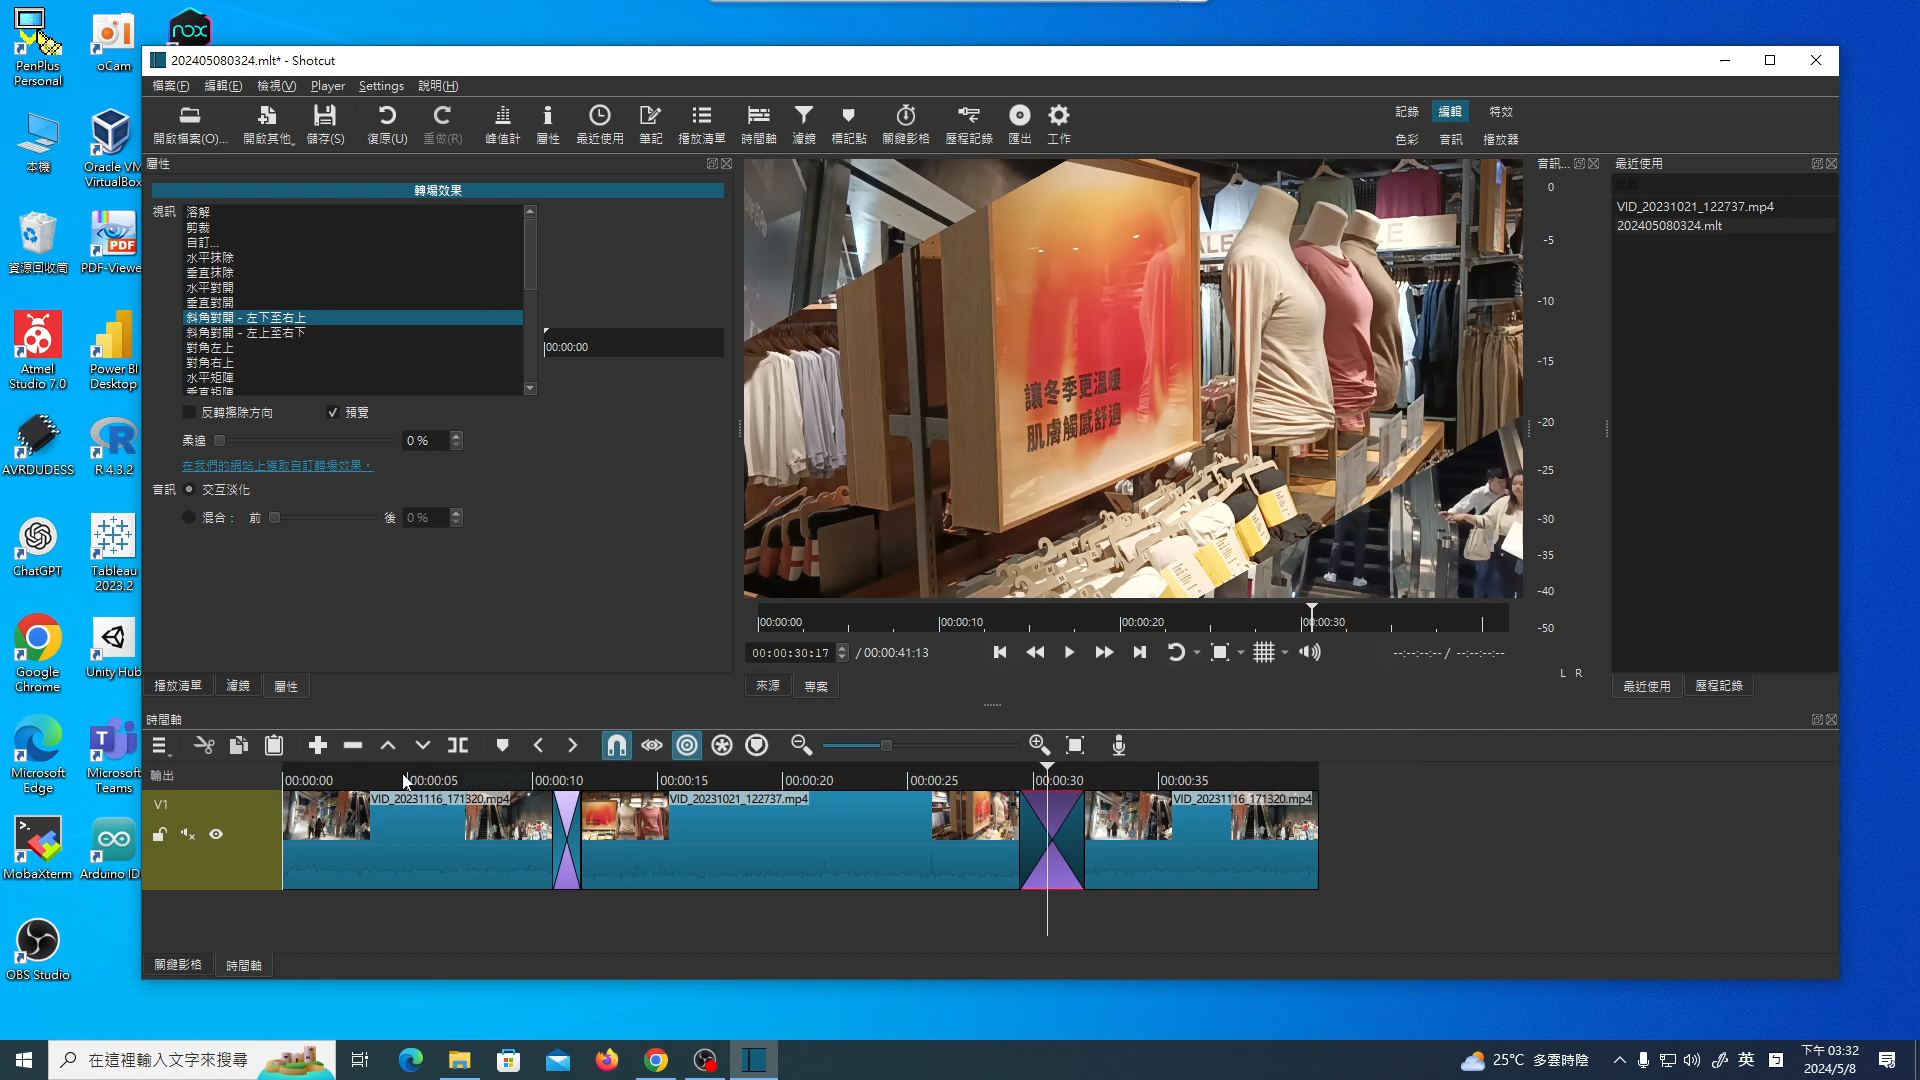 PenPlus
Personal
oCam
nox
本機
Oracle VM
VirtualBox
資源回收筒
PDF-Viewer
Atmel
Studio 7.0
Power BI
Desktop
AVRDUDESS
R 4.3.2
ChatGPT
Tableau
2023.2
Google
Chrome
Unity Hub
Microsoft
Edge
Microsoft
Teams
MobaXterm
Arduino ID
OBS Studio
202405080324.mlt* - Shotcut
檔案(F) 編輯(E) 檢視(V) Player Settings 說明(H)
開啟檔案(O)... 開啟其他 儲存(S) 復原(U) 重做(R) 峰值計 屬性 最近使用 筆記 播放清單 時間軸 濾鏡 標記點 關鍵影格 歷程記錄 匯出 工作
記錄 編輯 特效
色彩 音訊 播放器
屬性
轉場效果
視訊
溶解
剪裁
自訂...
水平抹除
垂直抹除
水平對開
垂直對開
斜角對開 - 左下至右上
斜角對開 - 左上至右下
對角左上
對角右上
水平矩陣
垂直矩陣
00:00:00
反轉擦除方向 預覽
柔邊 0 %
在我們的網站上獲取自訂轉場效果。
音訊 交互淡化
混合： 前 後 0 %
播放清單 濾鏡 屬性
讓冬季更溫暖
肌膚觸感舒適
00:00:00 00:00:10 00:00:20 00:00:30
00:00:30:17 / 00:00:41:13 --:--:--:-- / --:--:--:--
來源 專案
音訊...
0
-5
-10
-15
-20
-25
-30
-35
-40
-50
L R
最近使用
搜尋
VID_20231021_122737.mp4
202405080324.mlt
最近使用 歷程記錄
時間軸
輸出
00:00:00 00:00:05 00:00:10 00:00:15 00:00:20 00:00:25 00:00:30 00:00:35
V1
VID_20231116_171320.mp4 VID_20231021_122737.mp4 VID_20231116_171320.mp4
關鍵影格 時間軸
在這裡輸入文字來搜尋
25°C 多雲時陰
英
下午 03:32
2024/5/8